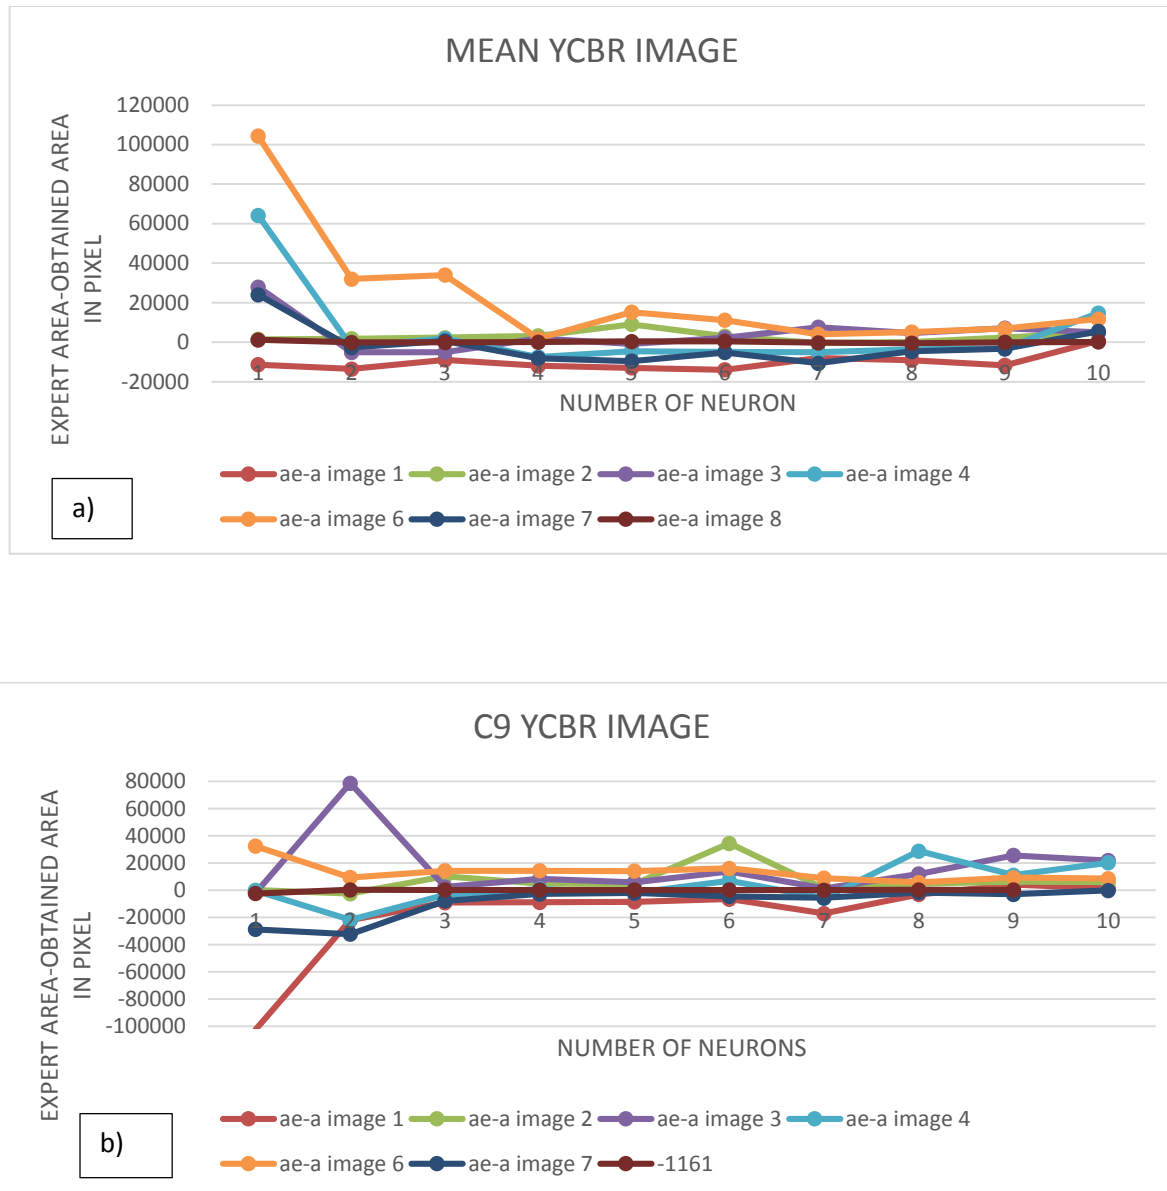 MEAN YCBR IMAGE
EXPERT AREA-OBTAINED AREA
IN PIXEL
120000
100000
80000
60000
40000
20000
0
-20000
1 2 3 4 5 6 7 8 9 10
NUMBER OF NEURON
ae-a image 1 ae-a image 2 ae-a image 3 ae-a image 4
ae-a image 6 ae-a image 7 ae-a image 8
a)
C9 YCBR IMAGE
EXPERT AREA-OBTAINED AREA
IN PIXEL
80000
60000
40000
20000
0
-20000
-40000
-60000
-80000
-100000
1 2 3 4 5 6 7 8 9 10
NUMBER OF NEURONS
ae-a image 1 ae-a image 2 ae-a image 3 ae-a image 4
ae-a image 6 ae-a image 7 -1161
b)